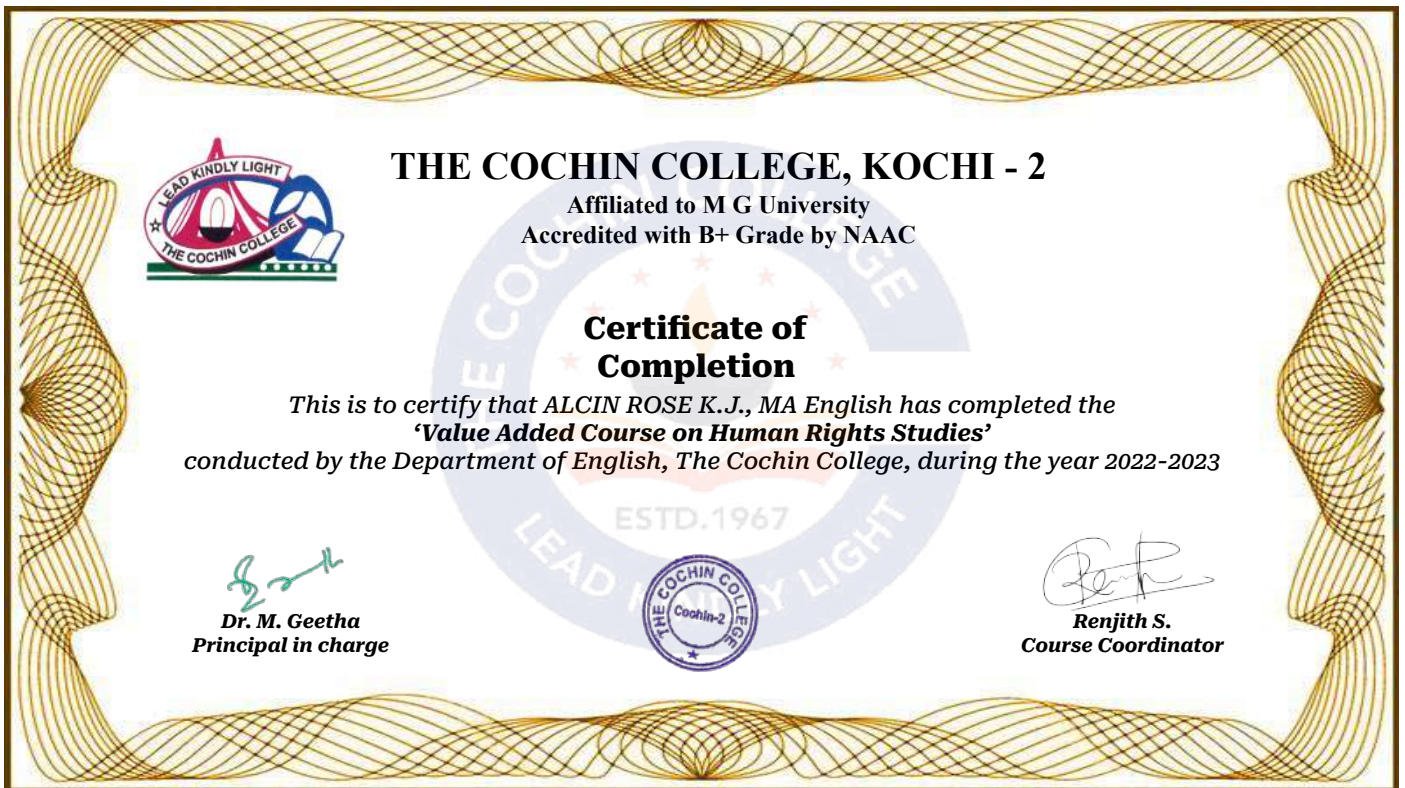 LEAD KINDLY LIGHT
THE COCHIN COLLEGE
THE COCHIN COLLEGE, KOCHI - 2
Affiliated to M G University
Accredited with B+ Grade by NAAC
THE COCHIN COLLEGE
Certificate of
Completion
This is to certify that ALCIN ROSE K.J., MA English has completed the
‘Value Added Course on Human Rights Studies’
conducted by the Department of English, The Cochin College, during the year 2022-2023
ESTD.1967
LEAD KINDLY LIGHT
Dr. M. Geetha
Principal in charge
THE COCHIN COLLEGE
Cochin-2
Renjith S.
Course Coordinator